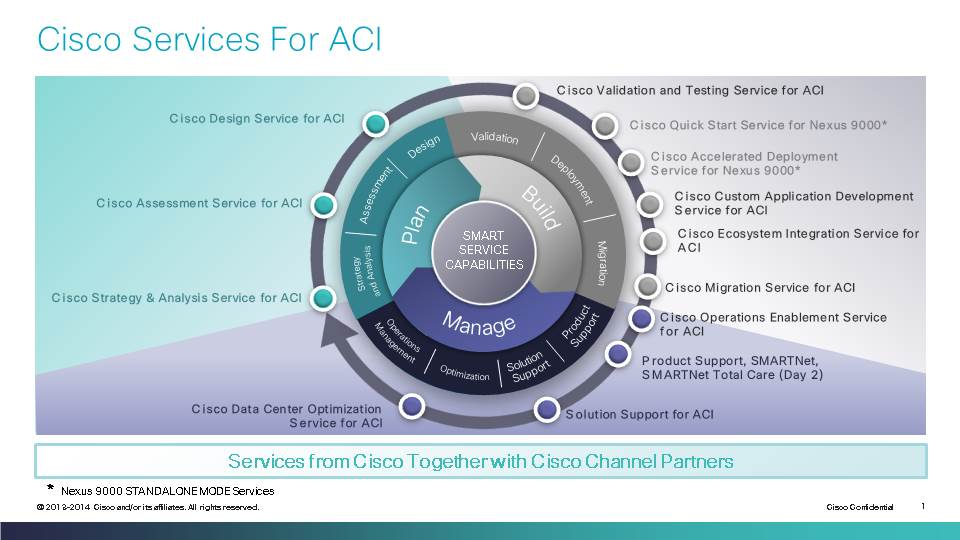 Cisco Services For ACI
Cisco Design Service for ACI
Cisco Assessment Service for ACI
Cisco Strategy & Analysis Service for ACI
Cisco Data Center Optimization
Service for ACI
Cisco Validation and Testing Service for ACI
Cisco Quick Start Service for Nexus 9000*
Cisco Accelerated Deployment
Service for Nexus 9000*
Cisco Custom Application Development
Service for ACI
Cisco Ecosystem Integration Service for
ACI
Cisco Migration Service for ACI
Cisco Operations Enablement Service
for ACI
Product Support, SMARTNet,
SMARTNet Total Care (Day 2)
Solution Support for ACI
Strategy
and Analysis
Assessment
Design
Validation
Deployment
Migration
Product
Support
Solution
Support
Optimization
Operations
Management
Plan
Build
Manage
SMART
SERVICE
CAPABILITIES
Services from Cisco Together with Cisco Channel Partners
* Nexus 9000 STANDALONE MODE Services
© 2013-2014 Cisco and/or its affiliates. All rights reserved.
Cisco Confidential
1